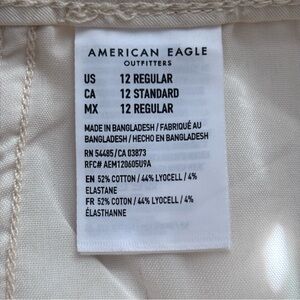 AMERICAN EAGLE
OUTFITTERS
US 12 REGULAR
CA 12 STANDARD
MX 12 REGULAR
MADE IN BANGLADESH / FABRIQUÉ AU
BANGLADESH / HECHO EN BANGLADESH
RN 54485/CA 03873
RFC# AEM120605U9A
EN 52% COTTON / 44% LYOCELL / 4%
ELASTANE
FR 52% COTON / 44% LYOCELL / 4%
ÉLASTHANNE